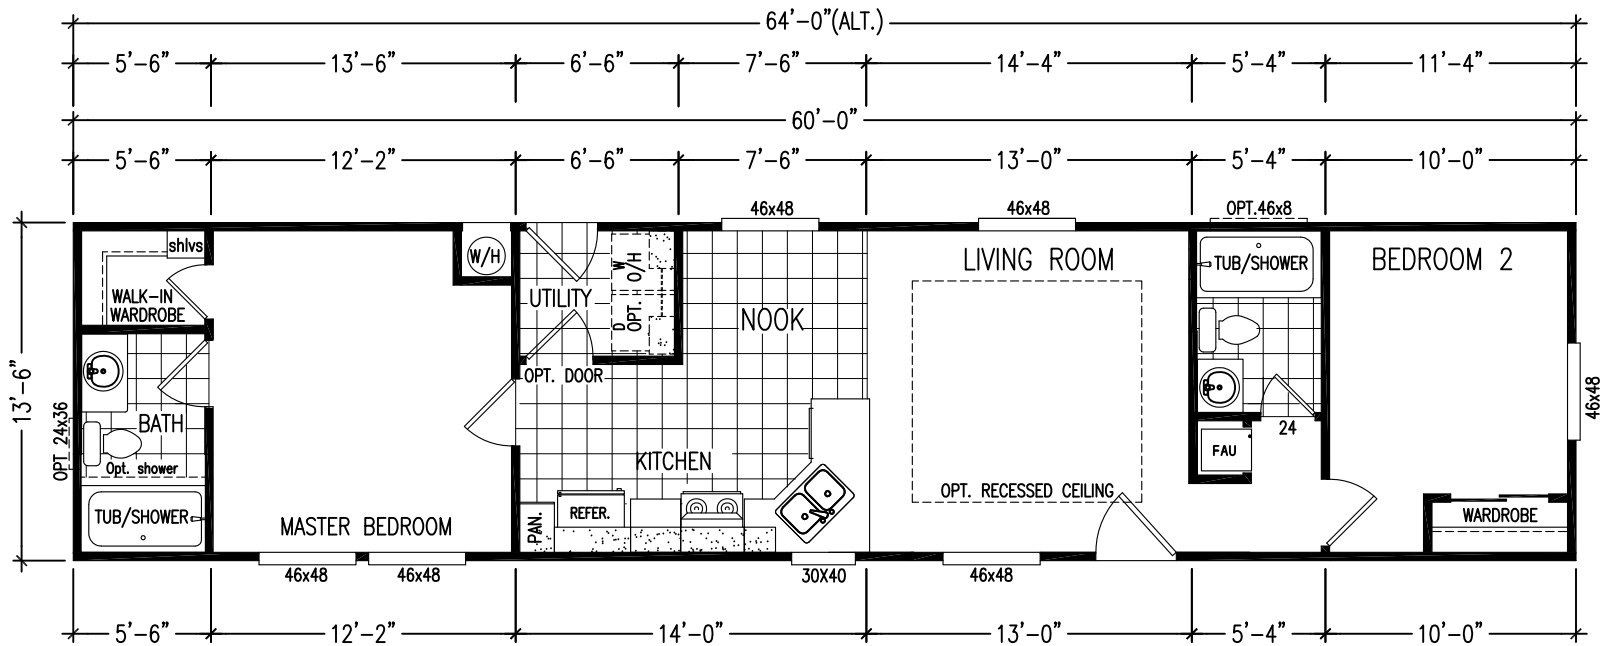 64'-0"(ALT.)
5'-6" 13'-6" 6'-6" 7'-6" 14'-4" 5'-4" 11'-4"
60'-0"
5'-6" 12'-2" 6'-6" 7'-6" 13'-0" 5'-4" 10'-0"
46x48 46x48 OPT.46x8
shlvs
W/H
W
O/H
LIVING ROOM
TUB/SHOWER
BEDROOM 2
WALK-IN
WARDROBE
UTILITY
D
OPT.
NOOK
13'-6"
OPT. DOOR
46x48
OPT 24x36
BATH
24
Opt. shower
KITCHEN
FAU
OPT. RECESSED CEILING
TUB/SHOWER
MASTER BEDROOM
PAN.
REFER.
WARDROBE
46x48 46x48 30X40 46x48
5'-6" 12'-2" 14'-0" 13'-0" 5'-4" 10'-0"